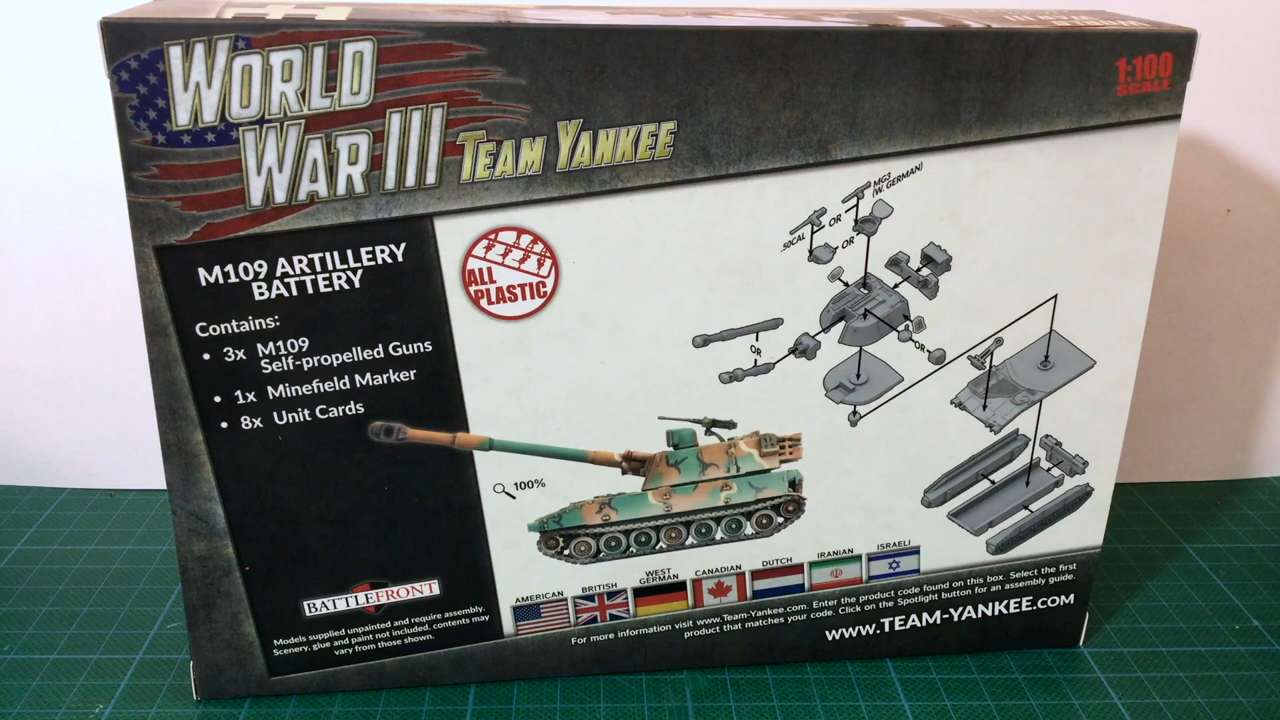 WORLD
WAR III TEAM YANKEE
1:100
SCALE
M109 ARTILLERY
BATTERY
Contains:
• 3x M109
Self-propelled Guns
• 1x Minefield Marker
• 8x Unit Cards
ALL
PLASTIC
MG3
(W. GERMAN)
OR
.50CAL
OR
OR
OR
100%
AMERICAN
BRITISH
WEST
GERMAN
CANADIAN
DUTCH
IRANIAN
ISRAELI
BATTLEFRONT
Models supplied unpainted and require assembly.
Scenery, glue and paint not included, contents may
vary from those shown.
For more information visit www.Team-Yankee.com. Enter the product code found on this box. Select the first
product that matches your code. Click on the Spotlight button for an assembly guide.
WWW.TEAM-YANKEE.COM